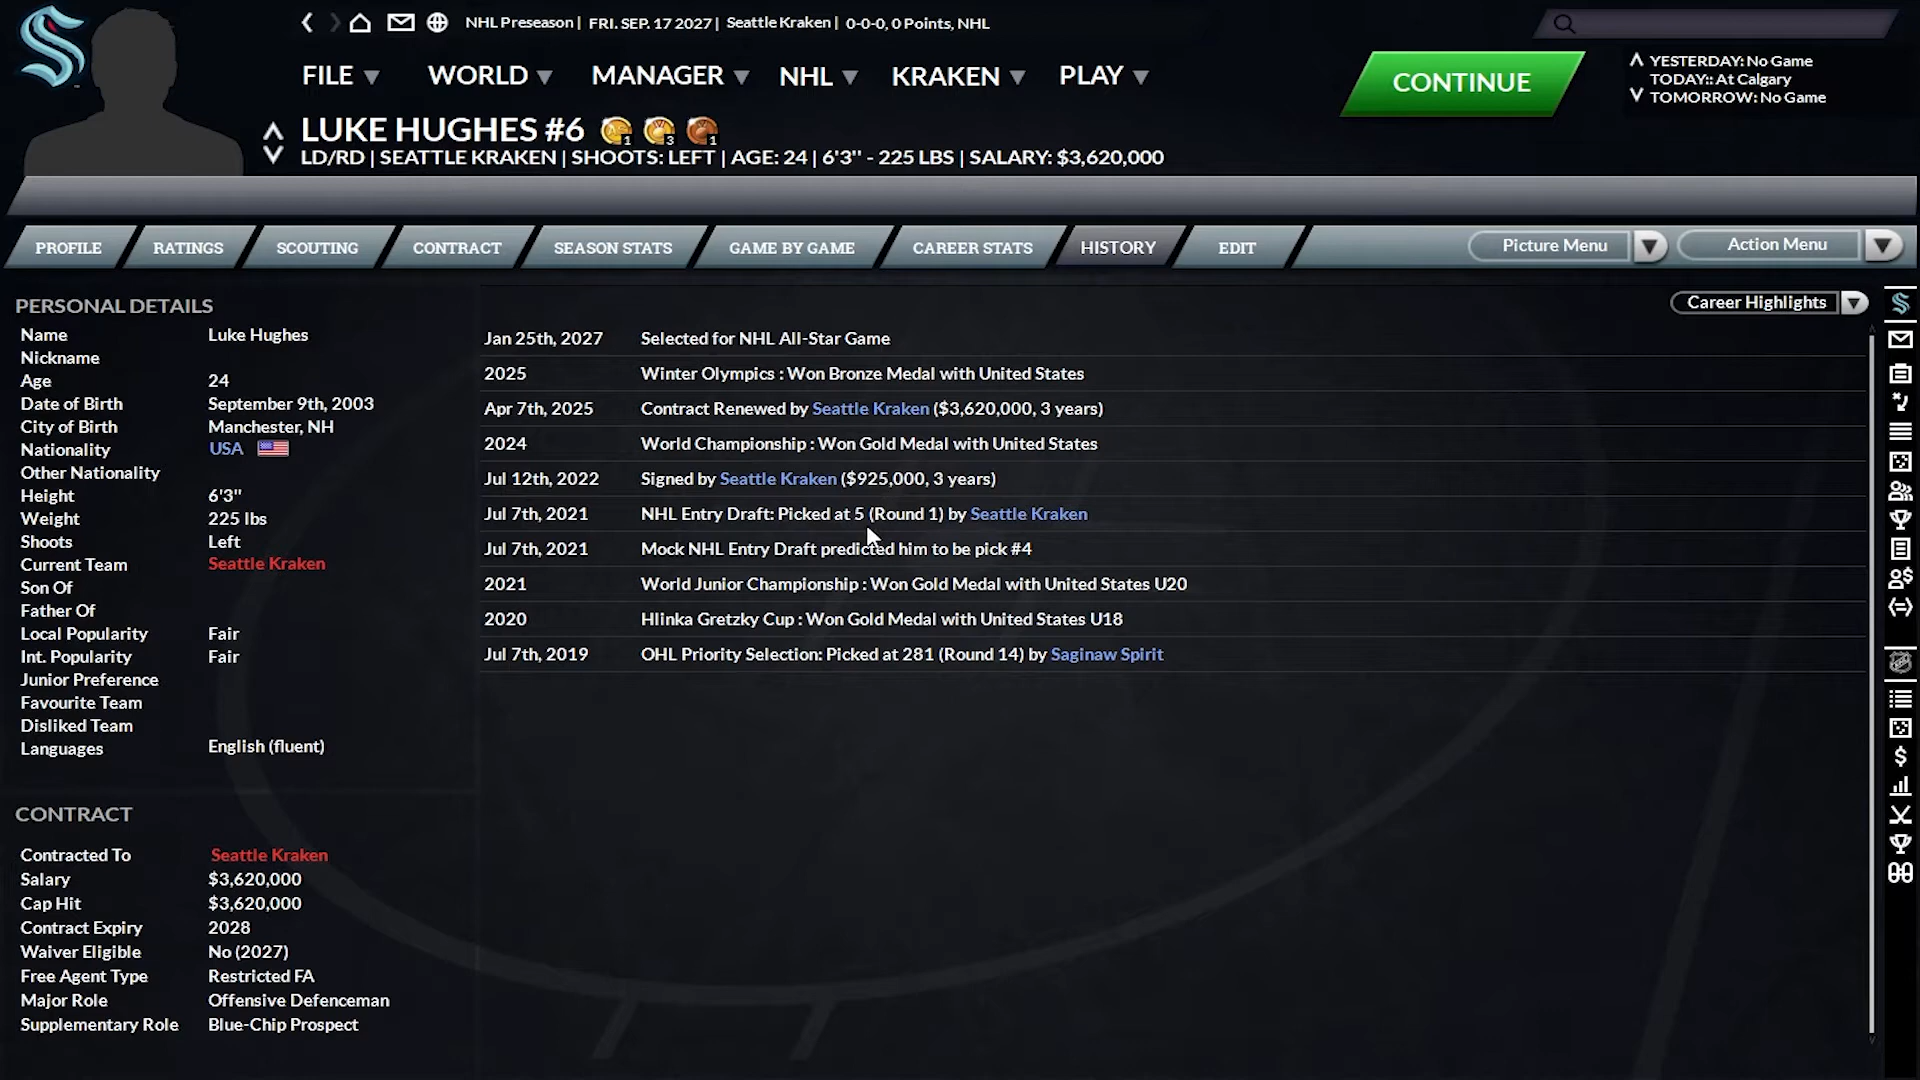 NHL Preseason | FRI. SEP. 17 2027 | Seattle Kraken | 0-0-0, 0 Points, NHL
FILE WORLD MANAGER NHL KRAKEN PLAY
CONTINUE
YESTERDAY: No Game
TODAY:: At Calgary
TOMORROW: No Game
LUKE HUGHES #6 1 3 1
LD/RD | SEATTLE KRAKEN | SHOOTS: LEFT | AGE: 24 | 6'3'' - 225 LBS | SALARY: $3,620,000
PROFILE RATINGS SCOUTING CONTRACT SEASON STATS GAME BY GAME CAREER STATS HISTORY EDIT Picture Menu Action Menu
PERSONAL DETAILS
Name Luke Hughes
Nickname
Age 24
Date of Birth September 9th, 2003
City of Birth Manchester, NH
Nationality USA
Other Nationality
Height 6'3''
Weight 225 lbs
Shoots Left
Current Team Seattle Kraken
Son Of
Father Of
Local Popularity Fair
Int. Popularity Fair
Junior Preference
Favourite Team
Disliked Team
Languages English (fluent)
CONTRACT
Contracted To Seattle Kraken
Salary $3,620,000
Cap Hit $3,620,000
Contract Expiry 2028
Waiver Eligible No (2027)
Free Agent Type Restricted FA
Major Role Offensive Defenceman
Supplementary Role Blue-Chip Prospect
Career Highlights
Jan 25th, 2027 Selected for NHL All-Star Game
2025 Winter Olympics : Won Bronze Medal with United States
Apr 7th, 2025 Contract Renewed by Seattle Kraken ($3,620,000, 3 years)
2024 World Championship : Won Gold Medal with United States
Jul 12th, 2022 Signed by Seattle Kraken ($925,000, 3 years)
Jul 7th, 2021 NHL Entry Draft: Picked at 5 (Round 1) by Seattle Kraken
Jul 7th, 2021 Mock NHL Entry Draft predicted him to be pick #4
2021 World Junior Championship : Won Gold Medal with United States U20
2020 Hlinka Gretzky Cup : Won Gold Medal with United States U18
Jul 7th, 2019 OHL Priority Selection: Picked at 281 (Round 14) by Saginaw Spirit